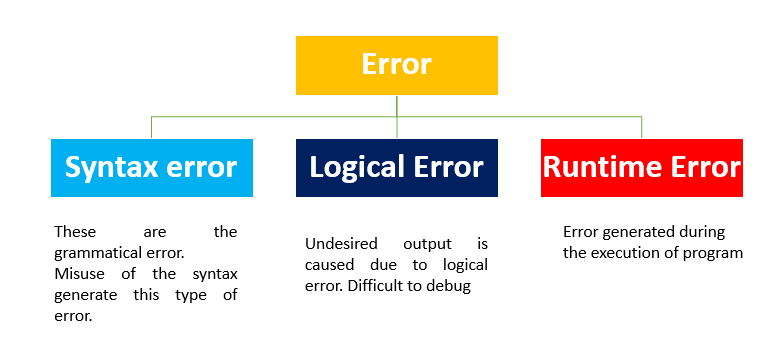 Error
Syntax error
Logical Error
Runtime Error
These are the
grammatical error.
Misuse of the syntax
generate this type of
error.
Undesired output is
caused due to logical
error. Difficult to debug
Error generated during
the execution of program